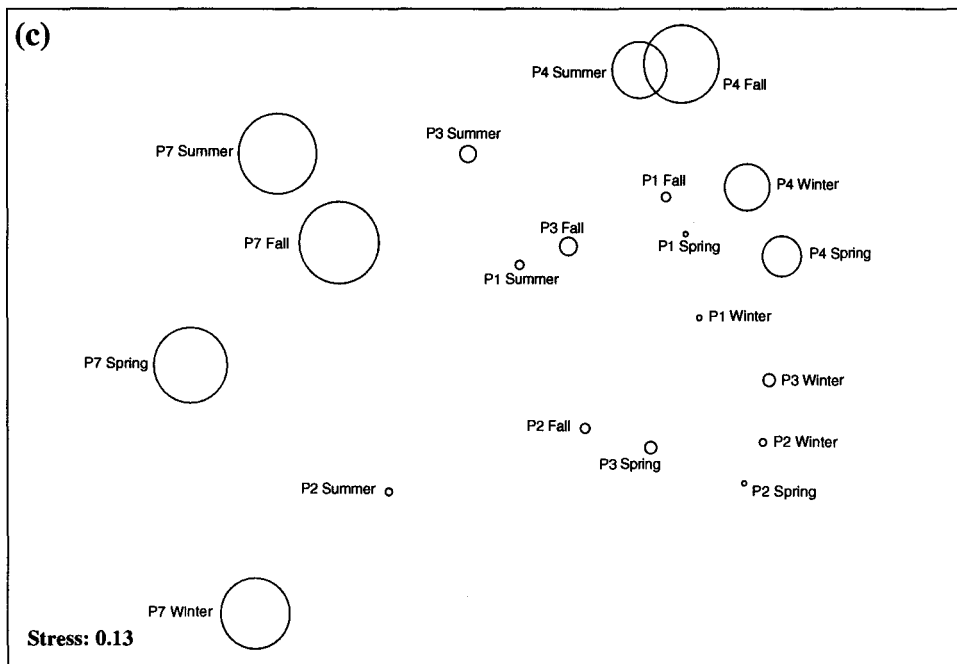 (c)
P4 Summer
P4 Fall
P3 Summer
P7 Summer
P1 Fall
P4 Winter
P3 Fall
P7 Fall
P1 Spring
P4 Spring
P1 Summer
P1 Winter
P7 Spring
P3 Winter
P2 Fall
P2 Winter
P3 Spring
P2 Summer
P2 Spring
P7 Winter
Stress: 0.13